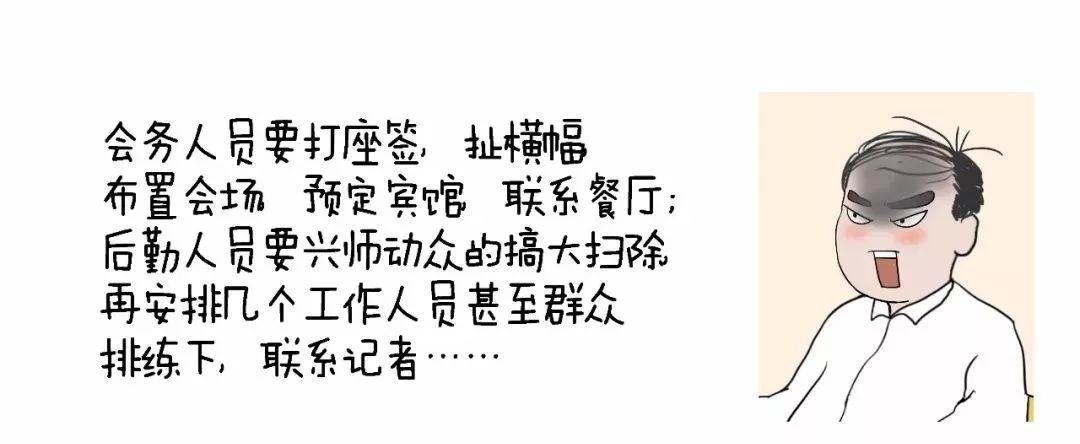 会务人员要打座签, 扯横幅
布置会场 预定宾馆 联系餐厅;
后勤人员要兴师动众的搞大扫除
再安排几个工作人员甚至群众
排练下, 联系记者……